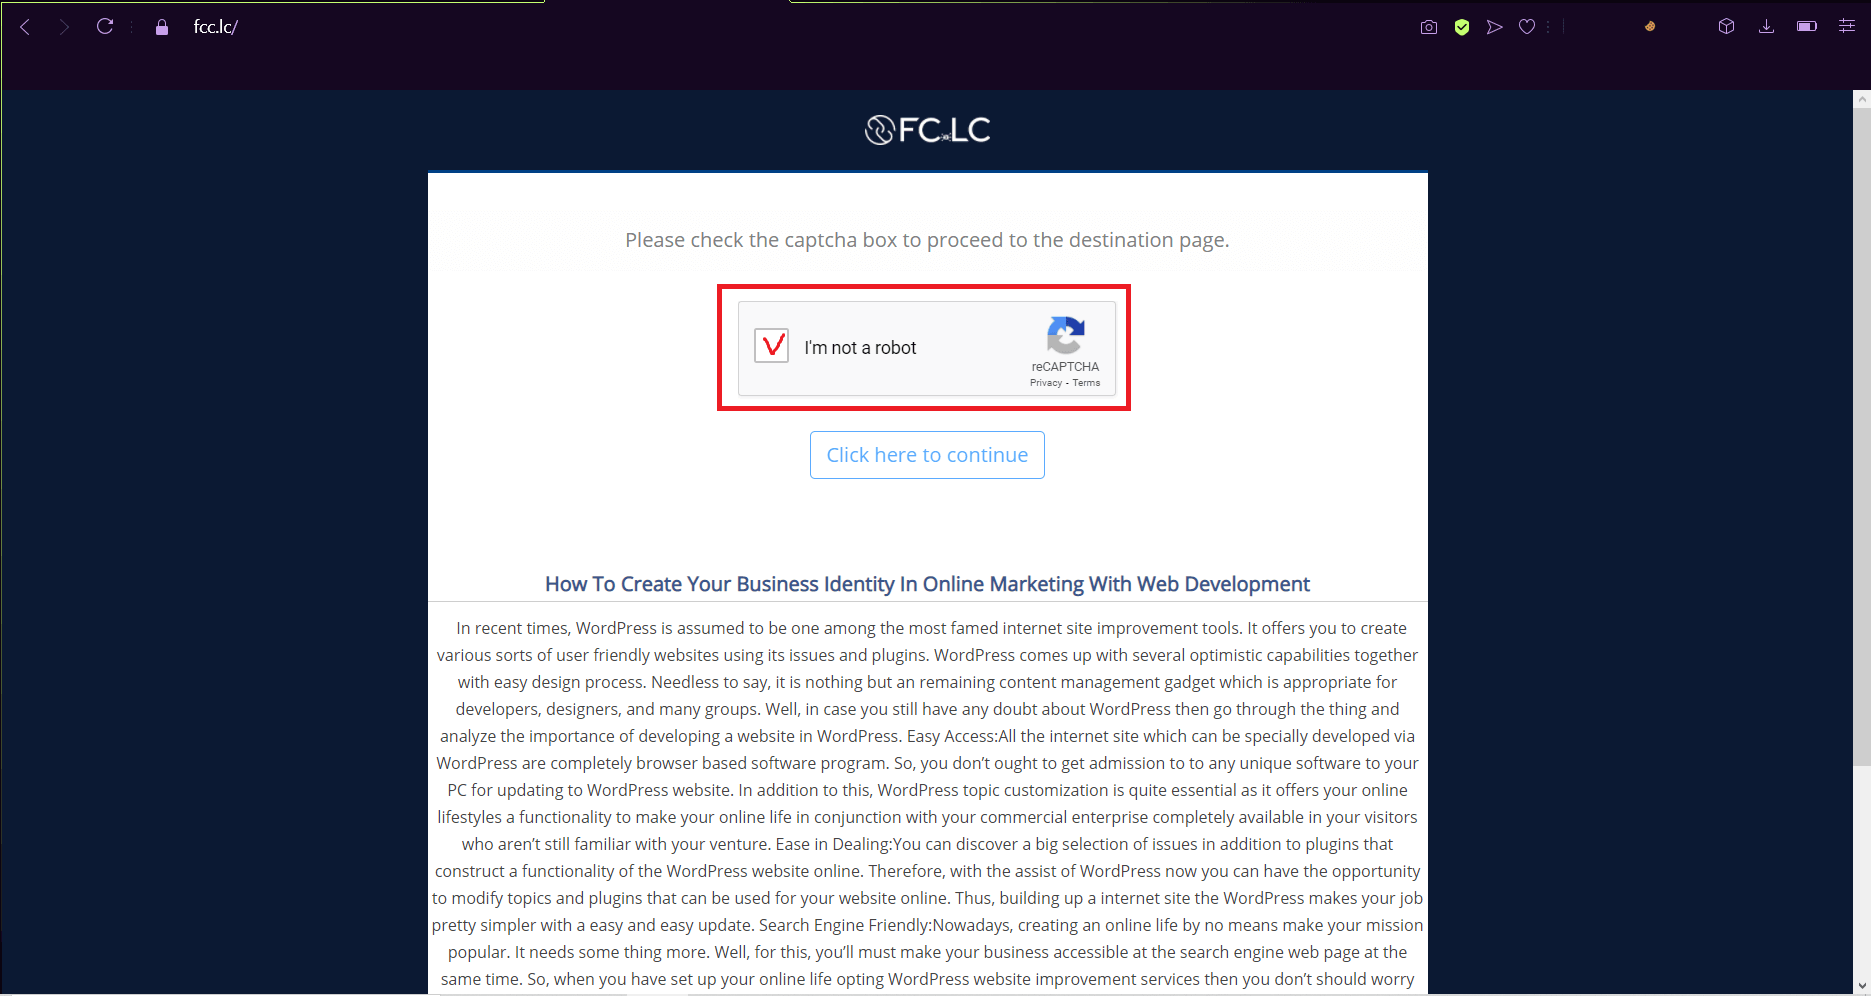 fcc.lc/
FC.LC
Please check the captcha box to proceed to the destination page.
I'm not a robot
reCAPTCHA
Privacy - Terms
Click here to continue
How To Create Your Business Identity In Online Marketing With Web Development
In recent times, WordPress is assumed to be one among the most famed internet site improvement tools. It offers you to create
various sorts of user friendly websites using its issues and plugins. WordPress comes up with several optimistic capabilities together
with easy design process. Needless to say, it is nothing but an remaining content management gadget which is appropriate for
developers, designers, and many groups. Well, in case you still have any doubt about WordPress then go through the thing and
analyze the importance of developing a website in WordPress. Easy Access:All the internet site which can be specially developed via
WordPress are completely browser based software program. So, you don’t ought to get admission to to any unique software to your
PC for updating to WordPress website. In addition to this, WordPress topic customization is quite essential as it offers your online
lifestyles a functionality to make your online life in conjunction with your commercial enterprise completely available in your visitors
who aren’t still familiar with your venture. Ease in Dealing:You can discover a big selection of issues in addition to plugins that
construct a functionality of the WordPress website online. Therefore, with the assist of WordPress now you can have the opportunity
to modify topics and plugins that can be used for your website online. Thus, building up a internet site the WordPress makes your job
pretty simpler with a easy and easy update. Search Engine Friendly:Nowadays, creating an online life by no means make your mission
popular. It needs some thing more. Well, for this, you’ll must make your business accessible at the search engine web page at the
same time. So, when you have set up your online life opting WordPress website improvement services then you don’t should worry